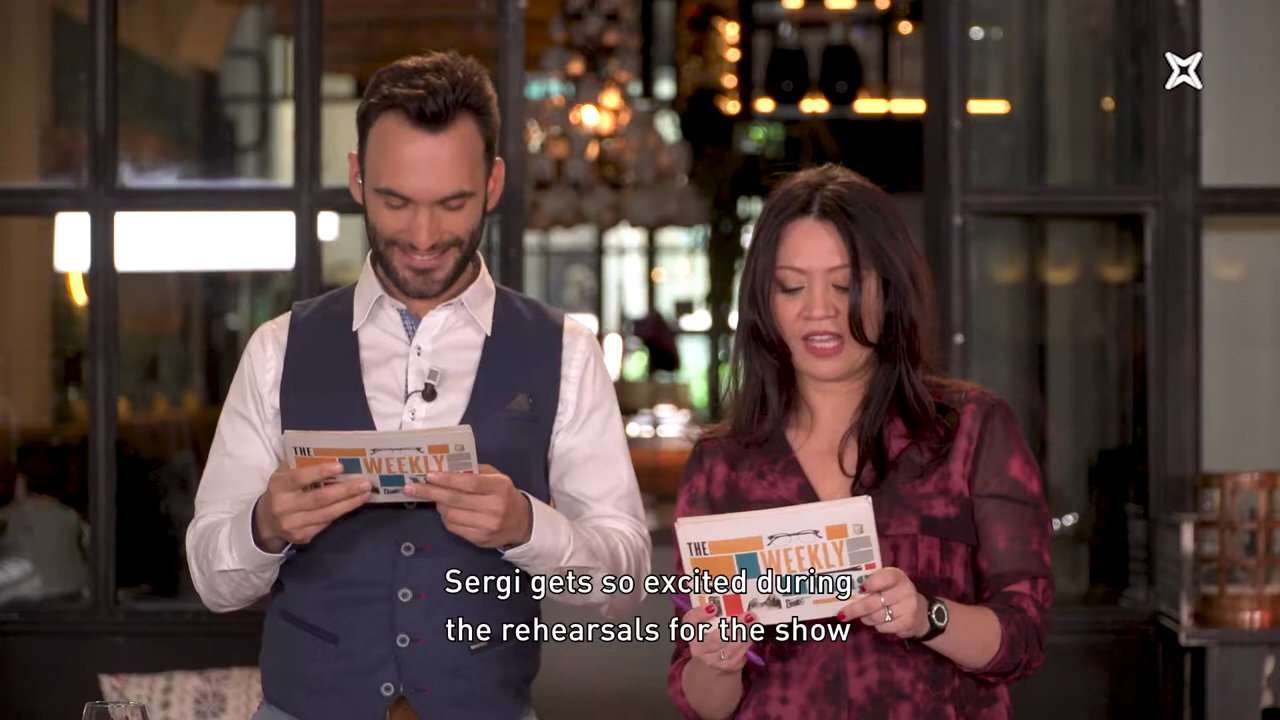 THE
WEEKLY
THE
WEEKLY
Sergi gets so excited during
the rehearsals for the show